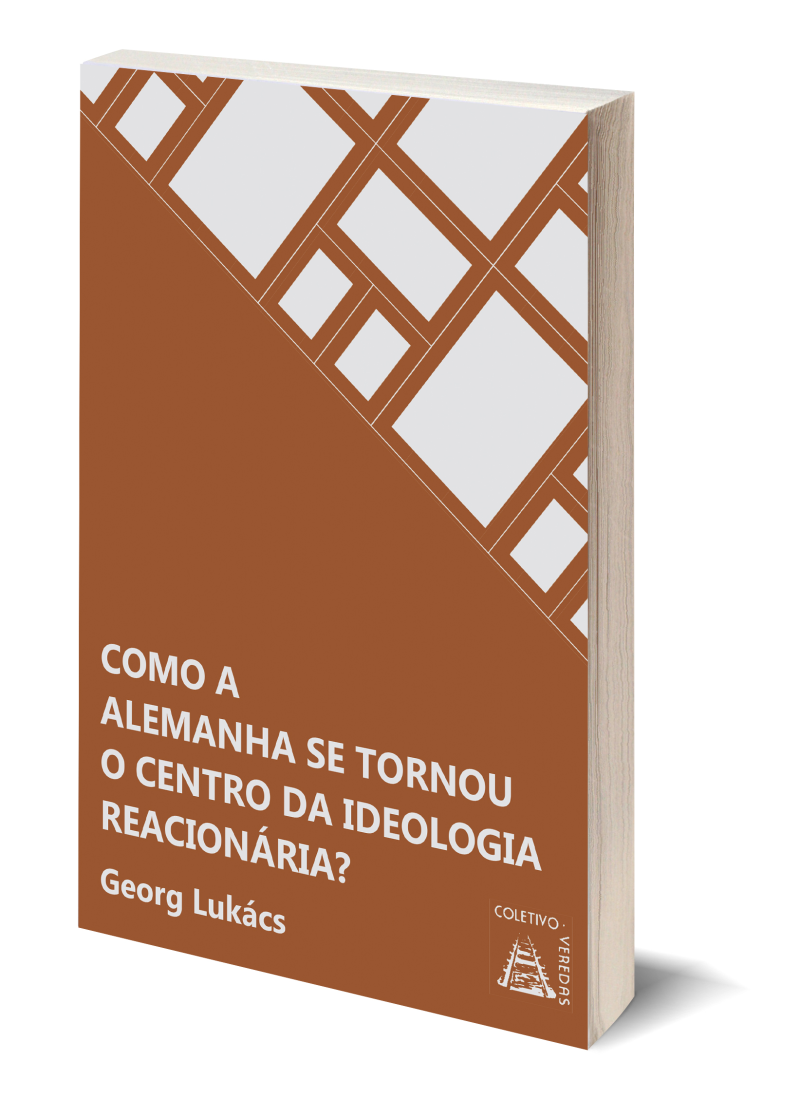 COMO A
ALEMANHA SE TORNOU
O CENTRO DA IDEOLOGIA
REACIONÁRIA?
Georg Lukács
COLETIVO ·
VEREDAS